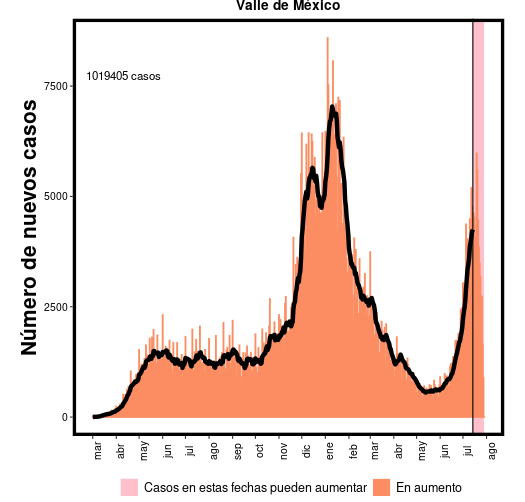 Valle de México
1019405 casos
Número de nuevos casos
7500
5000
2500
0
mar abr may jun jul ago sep oct nov dic ene feb mar abr may jun jul ago
Casos en estas fechas pueden aumentar En aumento